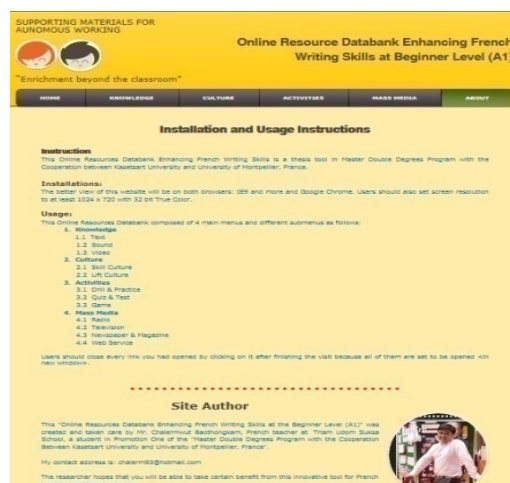 SUPPORTING MATERIALS FOR
AUNOMOUS WORKING
Online Resource Databank Enhancing French
Writing Skills at Beginner Level (A1)
"Enrichment beyond the classroom"
HOME KNOWLEDGE CULTURE ACTIVITIES MASS MEDIA ABOUT
Installation and Usage Instructions
Instruction
This Online Resources Databank Enhancing French Writing Skills is a thesis tool in Master Double Degrees Program with the
Cooperation between Kasetsart University and University of Montpellier, France.
Installations:
The better view of this website will be on both browsers: IE9 and more and Google Chrome. Users should also set screen resolution
to at least 1024 x 720 with 32 bit True Color.
Usage:
This Online Resources Databank composed of 4 main menus and different submenus as follows:
1. Knowledge
1.1 Text
1.2 Sound
1.3 Video
2. Culture
2.1 Skill Culture
2.2 Lift Culture
3. Activities
3.1 Drill & Practice
3.2 Quiz & Test
3.3 Game
4. Mass Media
4.1 Radio
4.2 Television
4.3 Newspaper & Magazine
4.4 Web Service
Users should close every link you had opened by clicking on it after finishing the visit because all of them are set to be opened <in
new window>.
Site Author
This "Online Resources Databank Enhancing French Writing Skills at the Beginner Level (A1)" was
created and taken care by Mr. Chalermwut Baothongkam, French teacher at Triam Udom Suksa
School, a student in Promotion One of the "Master Double Degrees Program with the Cooperation
Between Kasetsart University and University of Montpellier, France".
My contact address is: chalerm83@hotmail.com
The researcher hopes that you will be able to take certain benefit from this innovative tool for French